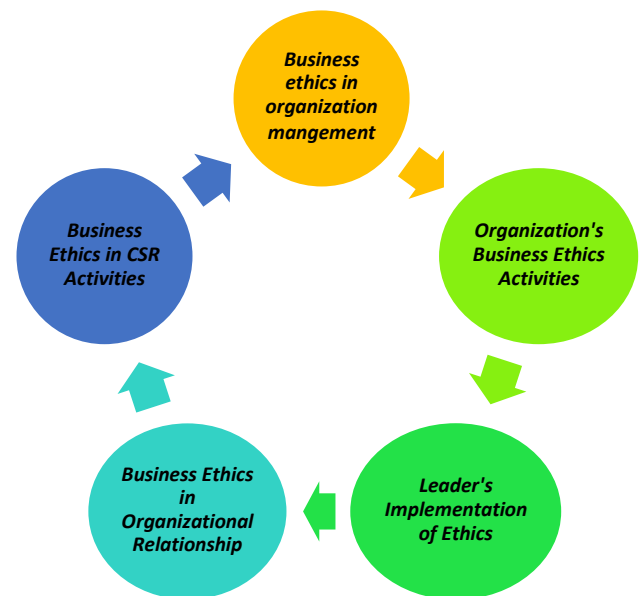 Business
ethics in
organization
mangement
Organization's
Business Ethics
Activities
Leader's
Implementation
of Ethics
Business Ethics
in
Organizational
Relationship
Business
Ethics in CSR
Activities